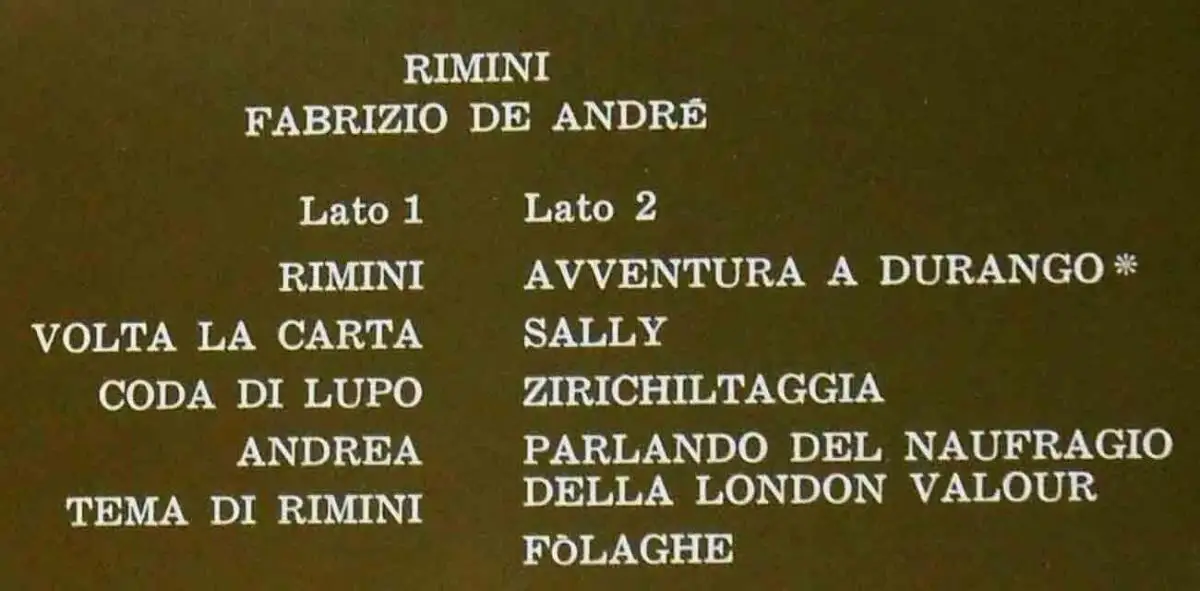 RIMINI
FABRIZIO DE ANDRÉ
Lato 1
RIMINI
VOLTA LA CARTA
CODA DI LUPO
ANDREA
TEMA DI RIMINI
Lato 2
AVVENTURA A DURANGO*
SALLY
ZIRICHILTAGGIA
PARLANDO DEL NAUFRAGIO
DELLA LONDON VALOUR
FÒLAGHE